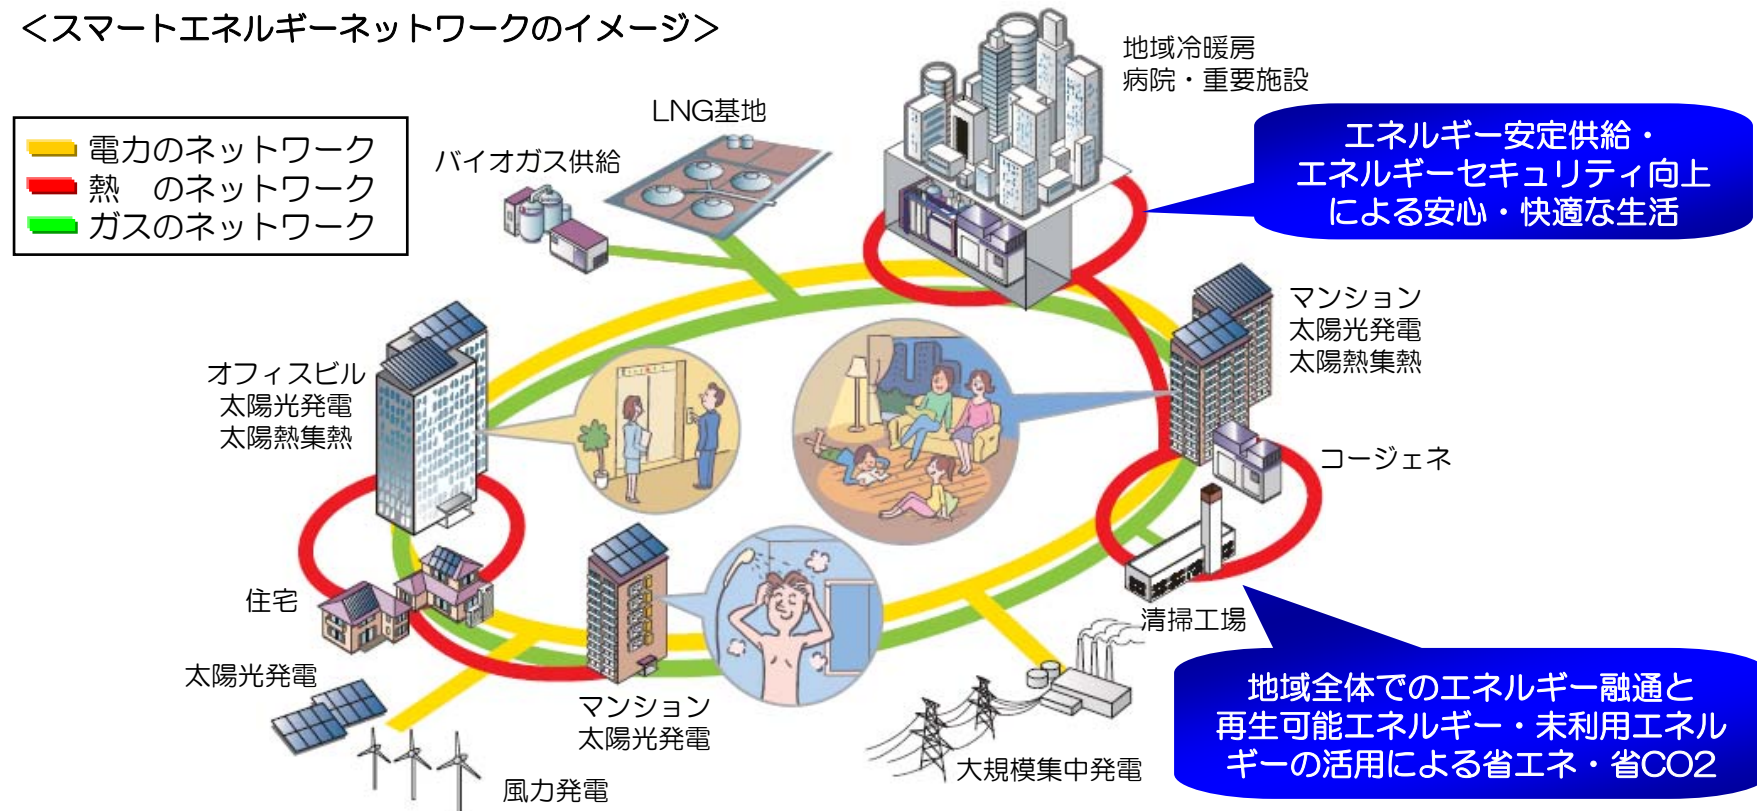 ＜スマートエネルギーネットワークのイメージ＞
電力のネットワーク
熱　のネットワーク
ガスのネットワーク
バイオガス供給
LNG基地
地域冷暖房
病院・重要施設
エネルギー安定供給・
エネルギーセキュリティ向上
による安心・快適な生活
オフィスビル
太陽光発電
太陽熱集熱
マンション
太陽光発電
太陽熱集熱
コージェネ
住宅
清掃工場
太陽光発電
マンション
太陽光発電
風力発電
大規模集中発電
地域全体でのエネルギー融通と
再生可能エネルギー・未利用エネル
ギーの活用による省エネ・省CO2